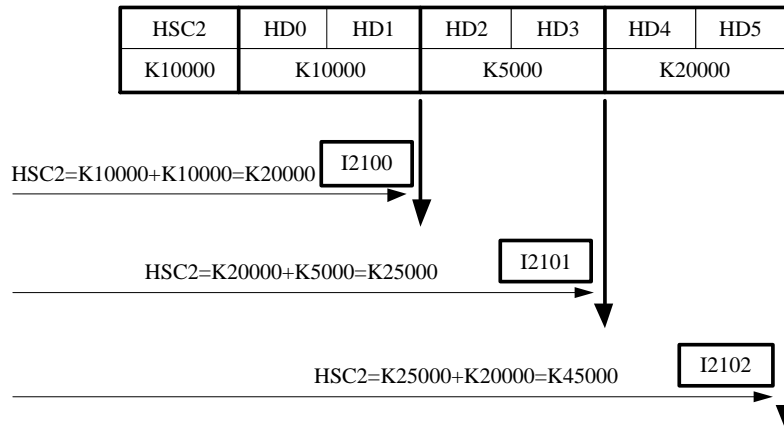 HSC2 HD0 HD1 HD2 HD3 HD4 HD5
K10000 K10000 K5000 K20000
I2100
HSC2=K10000+K10000=K20000
I2101
HSC2=K20000+K5000=K25000
I2102
HSC2=K25000+K20000=K45000